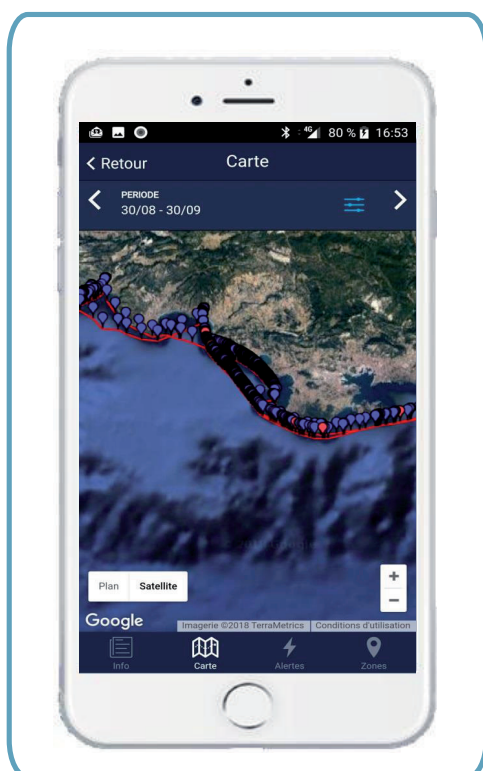 4G 80 % 16:53
Retour Carte
PERIODE
30/08 - 30/09
Plan Satellite
+
−
Google Imagerie ©2018 TerraMetrics Conditions d'utilisation
Info Carte Alertes Zones